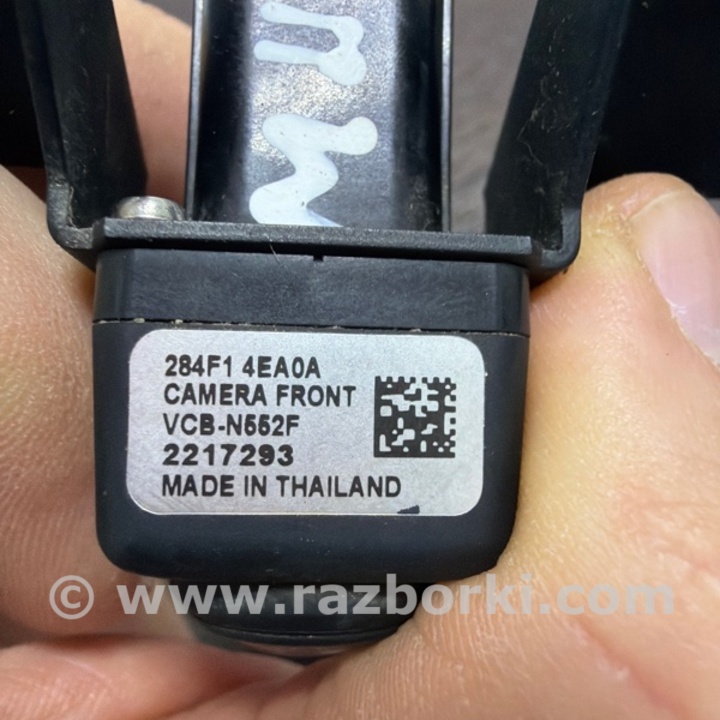 284F1 4EA0A
CAMERA FRONT
VCB-N552F
2217293
MADE IN THAILAND
© www.razborki.com